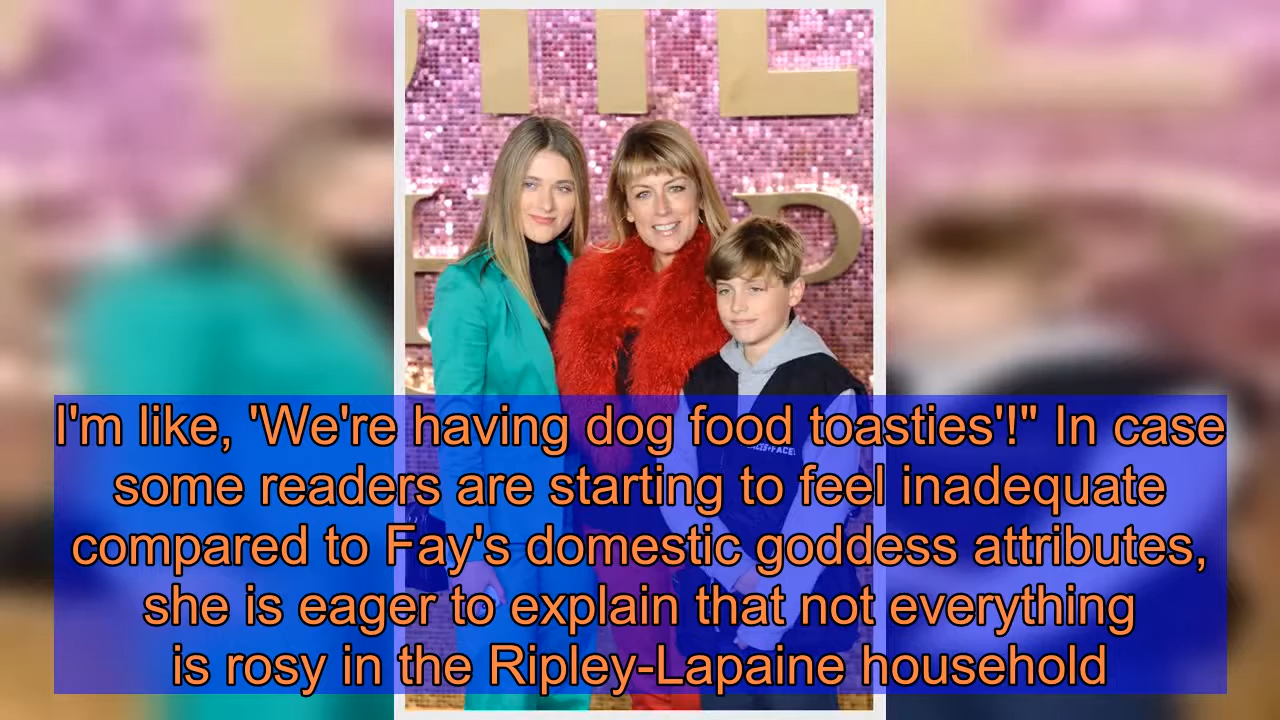 I'm like, 'We're having dog food toasties'!" In case
some readers are starting to feel inadequate
compared to Fay's domestic goddess attributes,
she is eager to explain that not everything
is rosy in the Ripley-Lapaine household